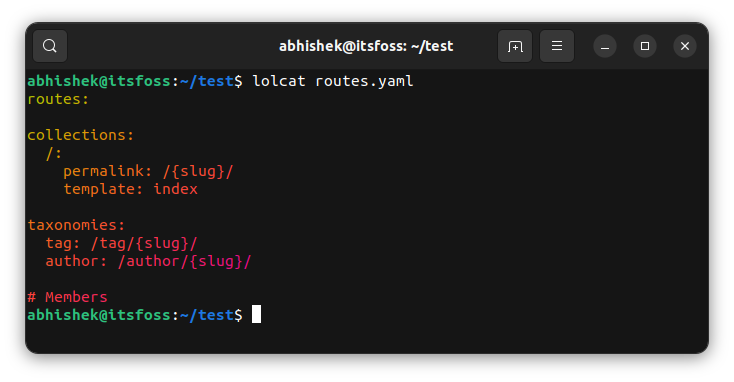 abhishek@itsfoss: ~/test
abhishek@itsfoss:~/test$ lolcat routes.yaml
routes:

collections:
  /:
    permalink: /{slug}/
    template: index

taxonomies:
  tag: /tag/{slug}/
  author: /author/{slug}/

# Members
abhishek@itsfoss:~/test$